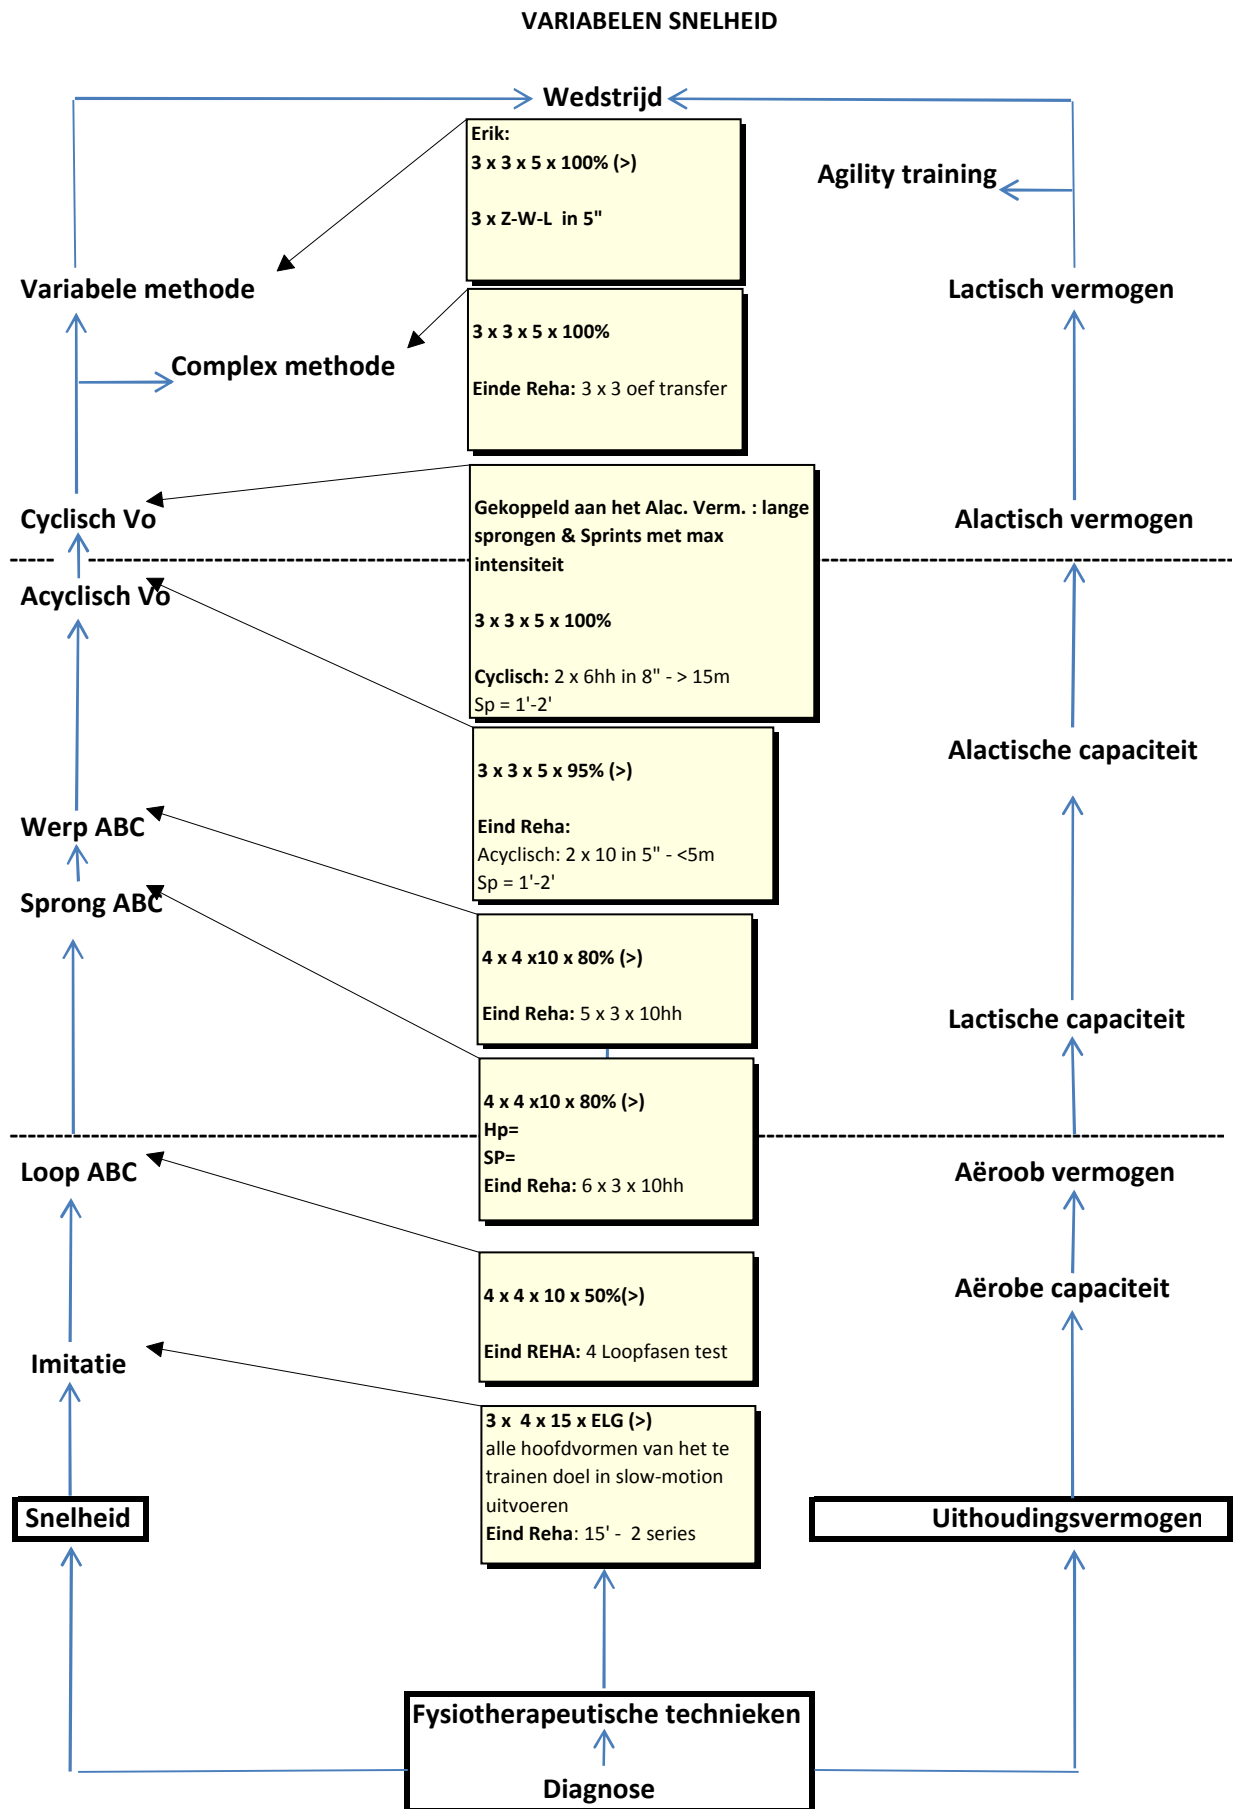 VARIABELEN SNELHEID
Wedstrijd
Erik:
3 x 3 x 5 x 100% (>)
3 x Z-W-L  in 5"
Agility training
Variabele methode
Lactisch vermogen
3 x 3 x 5 x 100%
Einde Reha: 3 x 3 oef transfer
Complex methode
Gekoppeld aan het Alac. Verm. : lange
sprongen & Sprints met max
intensiteit
3 x 3 x 5 x 100%
Cyclisch: 2 x 6hh in 8" - > 15m
Sp = 1'-2'
Cyclisch Vo
Alactisch vermogen
Acyclisch Vo
3 x 3 x 5 x 95% (>)
Eind Reha:
Acyclisch: 2 x 10 in 5" - <5m
Sp = 1'-2'
Alactische capaciteit
Werp ABC
Sprong ABC
4 x 4 x10 x 80% (>)
Eind Reha: 5 x 3 x 10hh
Lactische capaciteit
4 x 4 x10 x 80% (>)
Hp=
SP=
Eind Reha: 6 x 3 x 10hh
Loop ABC
Aëroob vermogen
4 x 4 x 10 x 50%(>)
Eind REHA: 4 Loopfasen test
Aërobe capaciteit
Imitatie
3 x  4 x 15 x ELG (>)
alle hoofdvormen van het te
trainen doel in slow-motion
uitvoeren
Eind Reha: 15' -  2 series
Snelheid
Uithoudingsvermogen
Fysiotherapeutische technieken
Diagnose